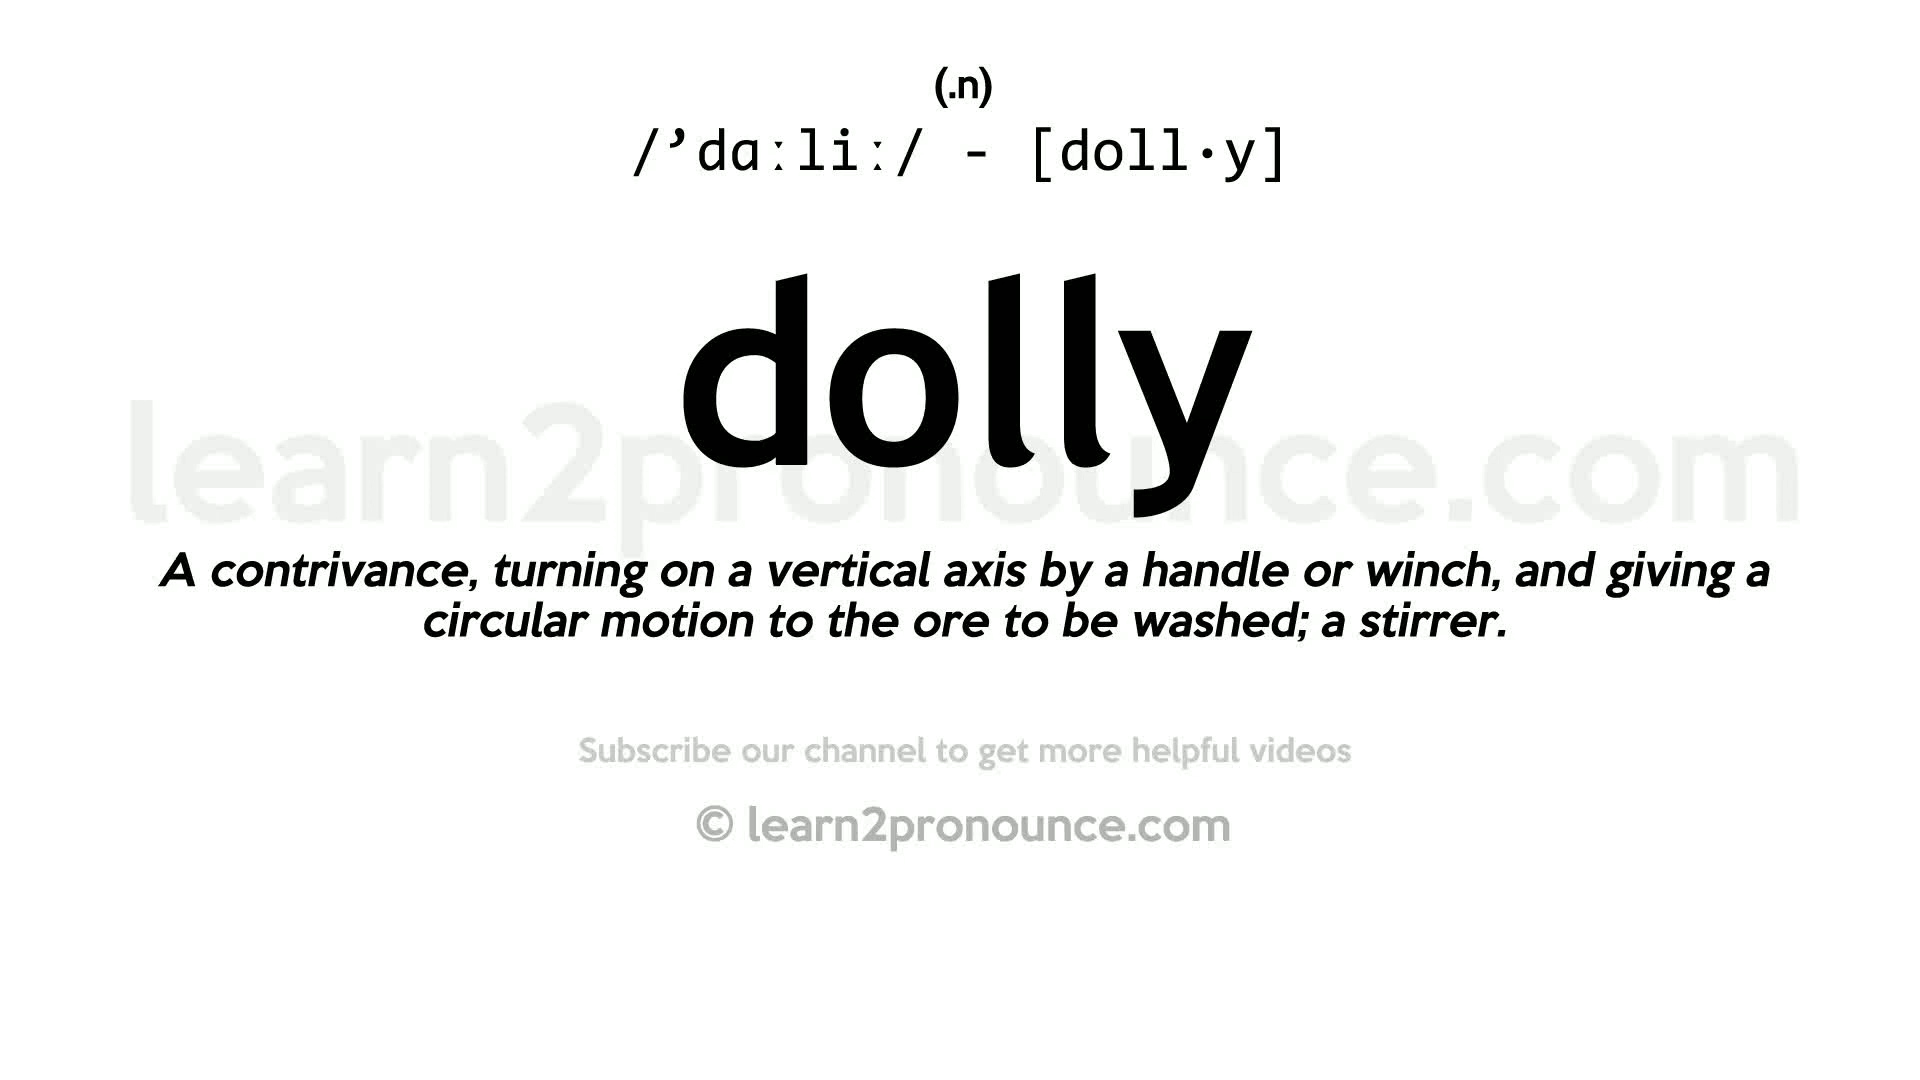 (.n)
/’dɑːliː/ - [doll·y]
dolly
learn2pronounce.com
A contrivance, turning on a vertical axis by a handle or winch, and giving a
circular motion to the ore to be washed; a stirrer.
Subscribe our channel to get more helpful videos
© learn2pronounce.com